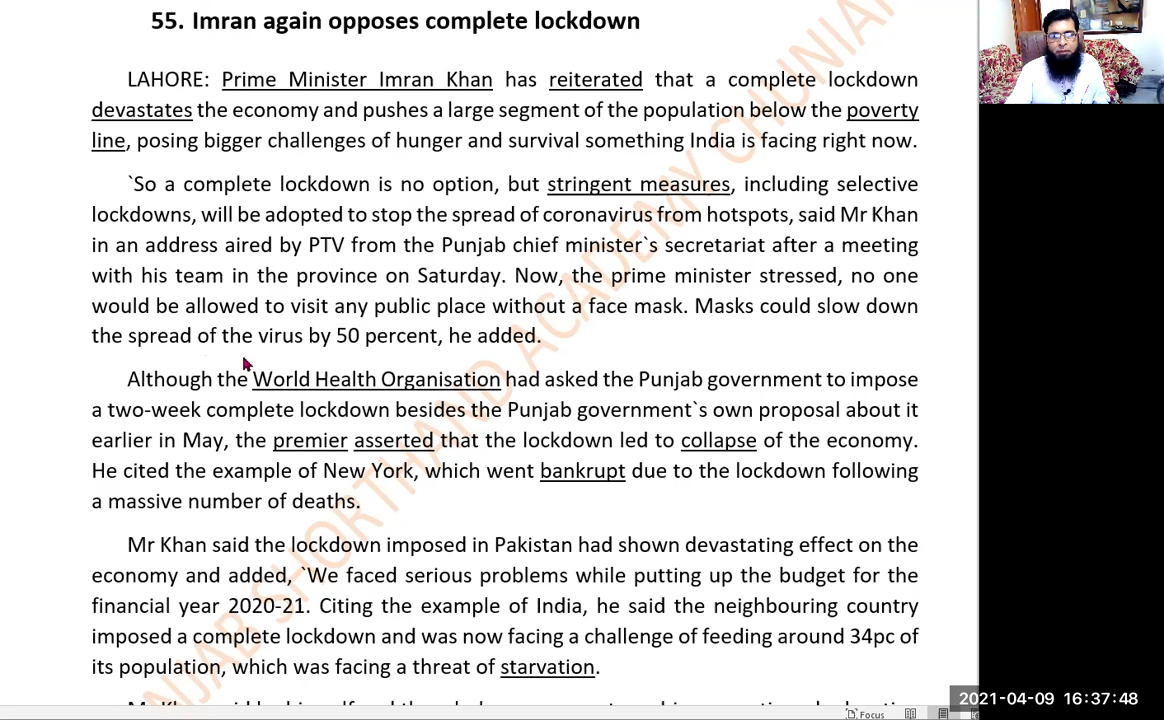 55. Imran again opposes complete lockdown
LAHORE: Prime Minister Imran Khan has reiterated that a complete lockdown
devastates the economy and pushes a large segment of the population below the poverty
line, posing bigger challenges of hunger and survival something India is facing right now.
`So a complete lockdown is no option, but stringent measures, including selective
lockdowns, will be adopted to stop the spread of coronavirus from hotspots, said Mr Khan
in an address aired by PTV from the Punjab chief minister`s secretariat after a meeting
with his team in the province on Saturday. Now, the prime minister stressed, no one
would be allowed to visit any public place without a face mask. Masks could slow down
the spread of the virus by 50 percent, he added.
Although the World Health Organisation had asked the Punjab government to impose
a two-week complete lockdown besides the Punjab government`s own proposal about it
earlier in May, the premier asserted that the lockdown led to collapse of the economy.
He cited the example of New York, which went bankrupt due to the lockdown following
a massive number of deaths.
Mr Khan said the lockdown imposed in Pakistan had shown devastating effect on the
economy and added, `We faced serious problems while putting up the budget for the
financial year 2020-21. Citing the example of India, he said the neighbouring country
imposed a complete lockdown and was now facing a challenge of feeding around 34pc of
its population, which was facing a threat of starvation.
NJAB SHORTHAND ACADEMY CHUNIAN
Focus
2021-04-09 16:37:48